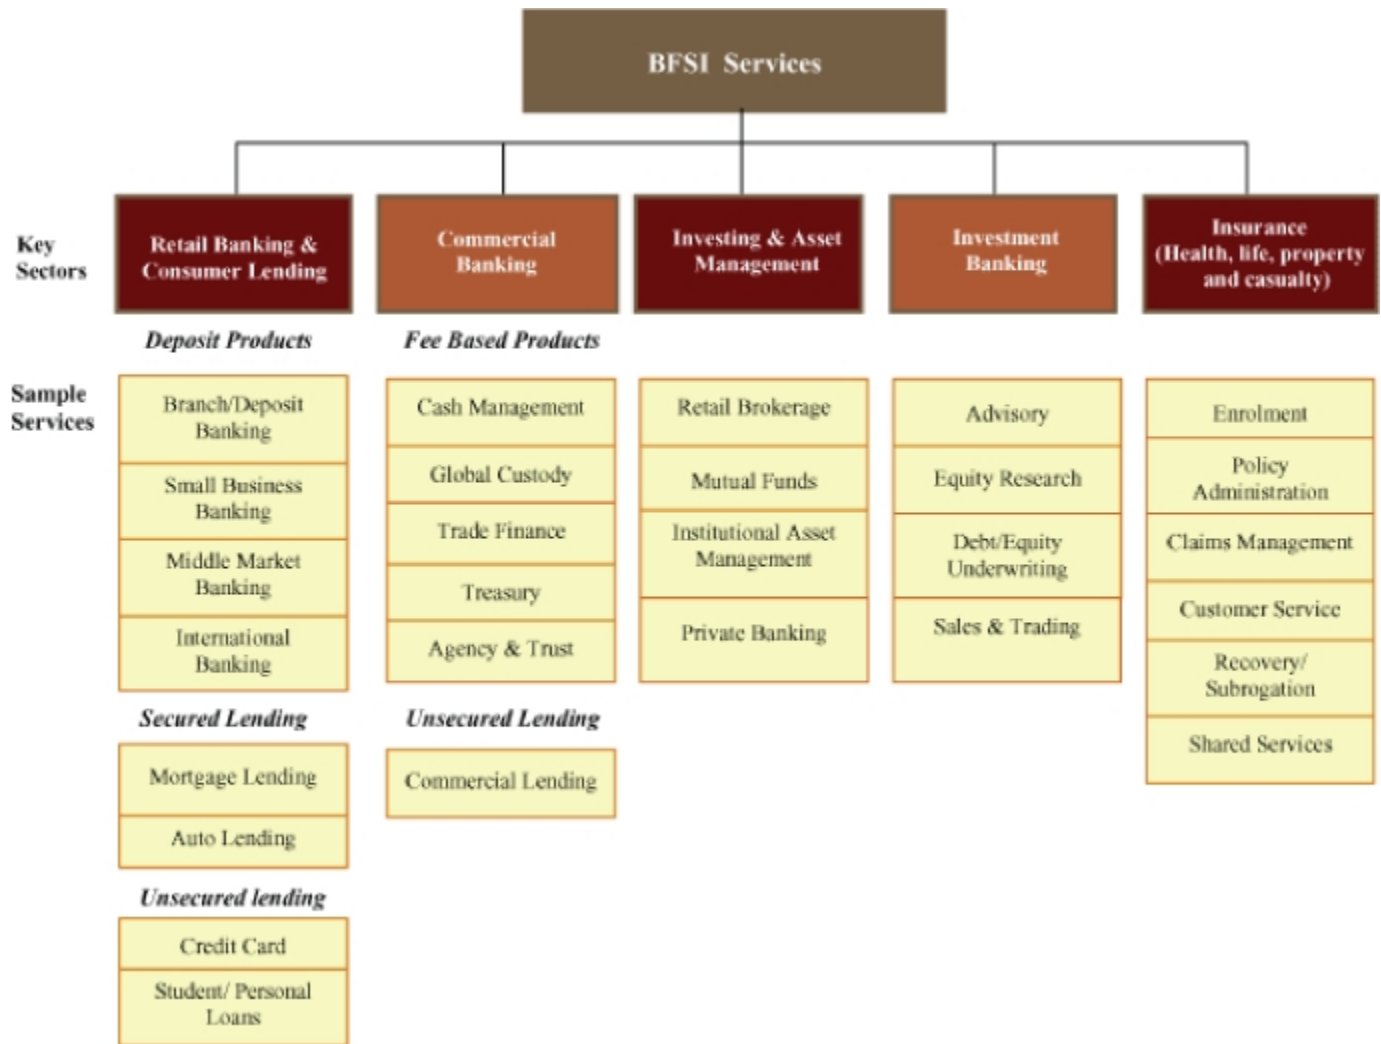 BFSI Services
Key
Sectors
Retail Banking &
Consumer Lending
Commercial
Banking
Investing & Asset
Management
Investment
Banking
Insurance
(Health, life, property
and casualty)
Deposit Products
Fee Based Products
Sample
Services
Branch/Deposit
Banking
Small Business
Banking
Middle Market
Banking
International
Banking
Secured Lending
Mortgage Lending
Auto Lending
Unsecured lending
Credit Card
Student/ Personal
Loans
Cash Management
Global Custody
Trade Finance
Treasury
Agency & Trust
Unsecured Lending
Commercial Lending
Retail Brokerage
Mutual Funds
Institutional Asset
Management
Private Banking
Advisory
Equity Research
Debt/Equity
Underwriting
Sales & Trading
Enrolment
Policy
Administration
Claims Management
Customer Service
Recovery/
Subrogation
Shared Services